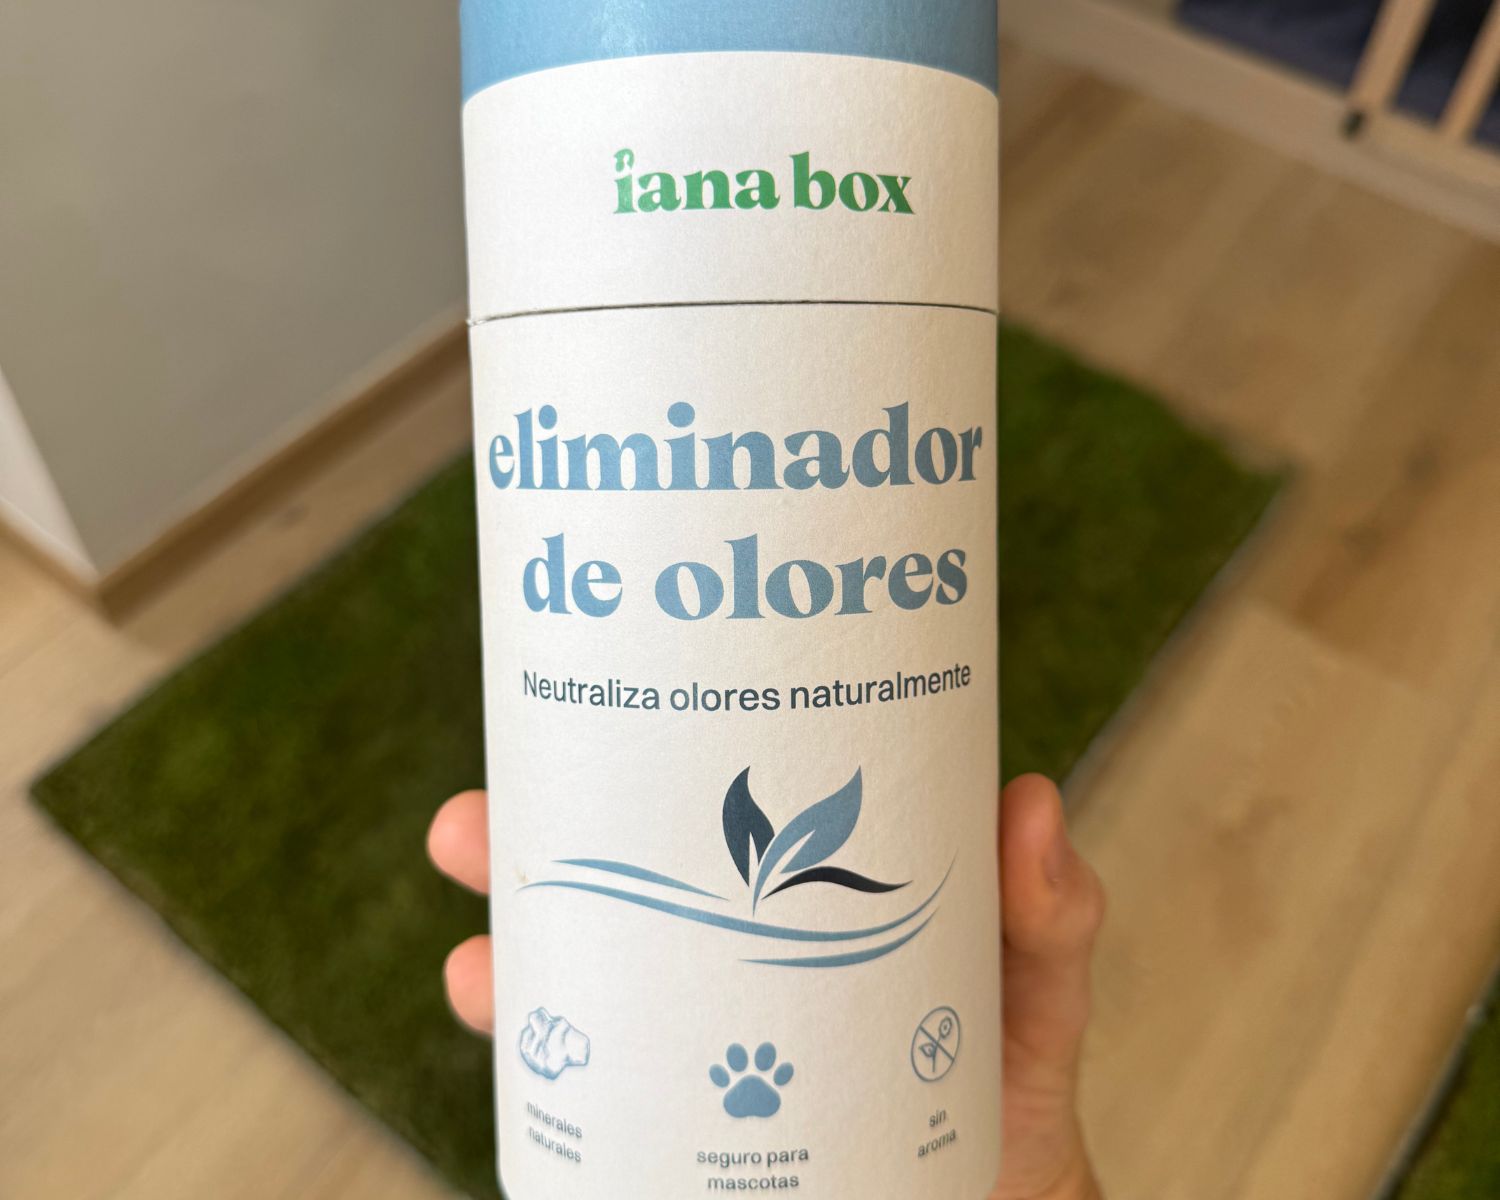 iana box
eliminador
de olores
Neutraliza olores naturalmente
minerales
naturales
seguro para
mascotas
sin
aroma